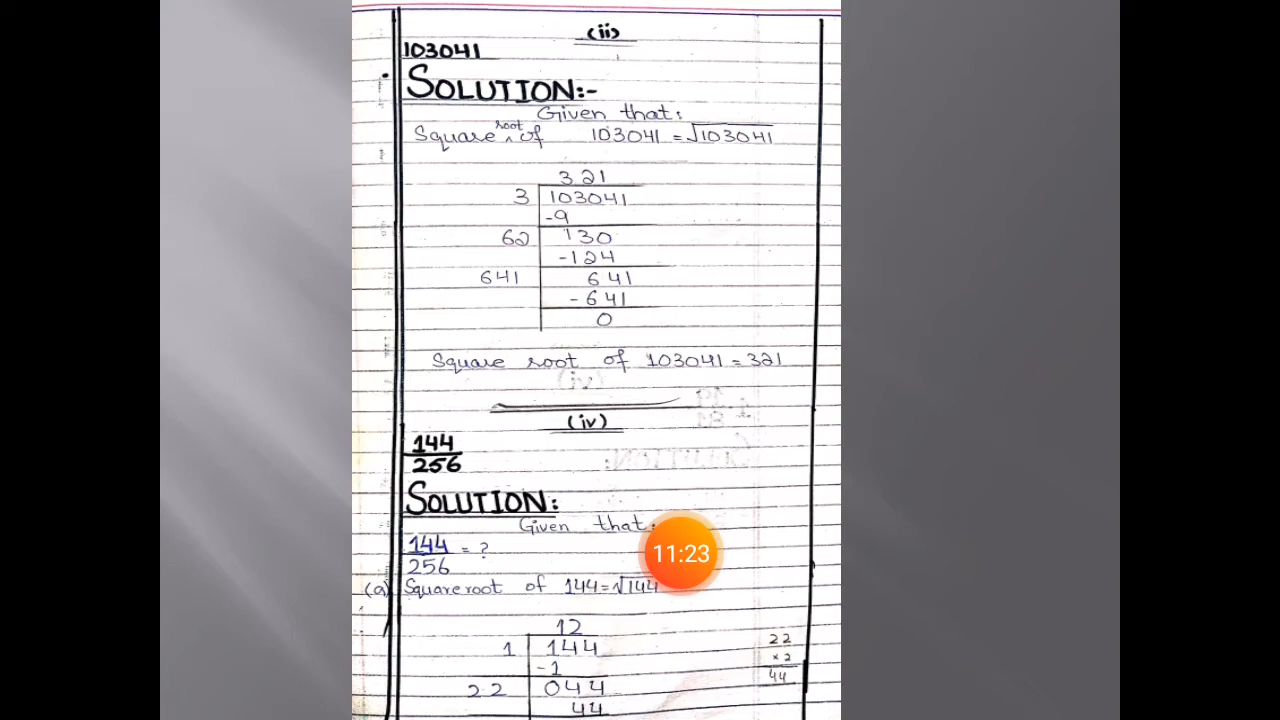 (ii)
103041
SOLUTION:-
Given that:
Square root of 103041 = √103041
321
3 103041
-9
62 130
-124
641 641
-641
0
Square root of 103041 = 321
(iv)
144
256
SOLUTION:
Given that:
144 = ?
256
11:23
(a) Square root of 144 = √144
12
1 144 22
-1 × 2
22 044 44
44